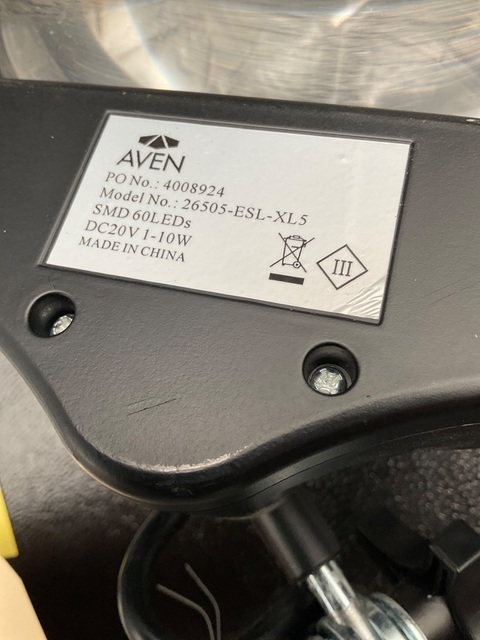 AVEN
PO No.: 4008924
Model No.: 26505-ESL-XL5
SMD 60LEDs
DC20V 1-10W
MADE IN CHINA
III